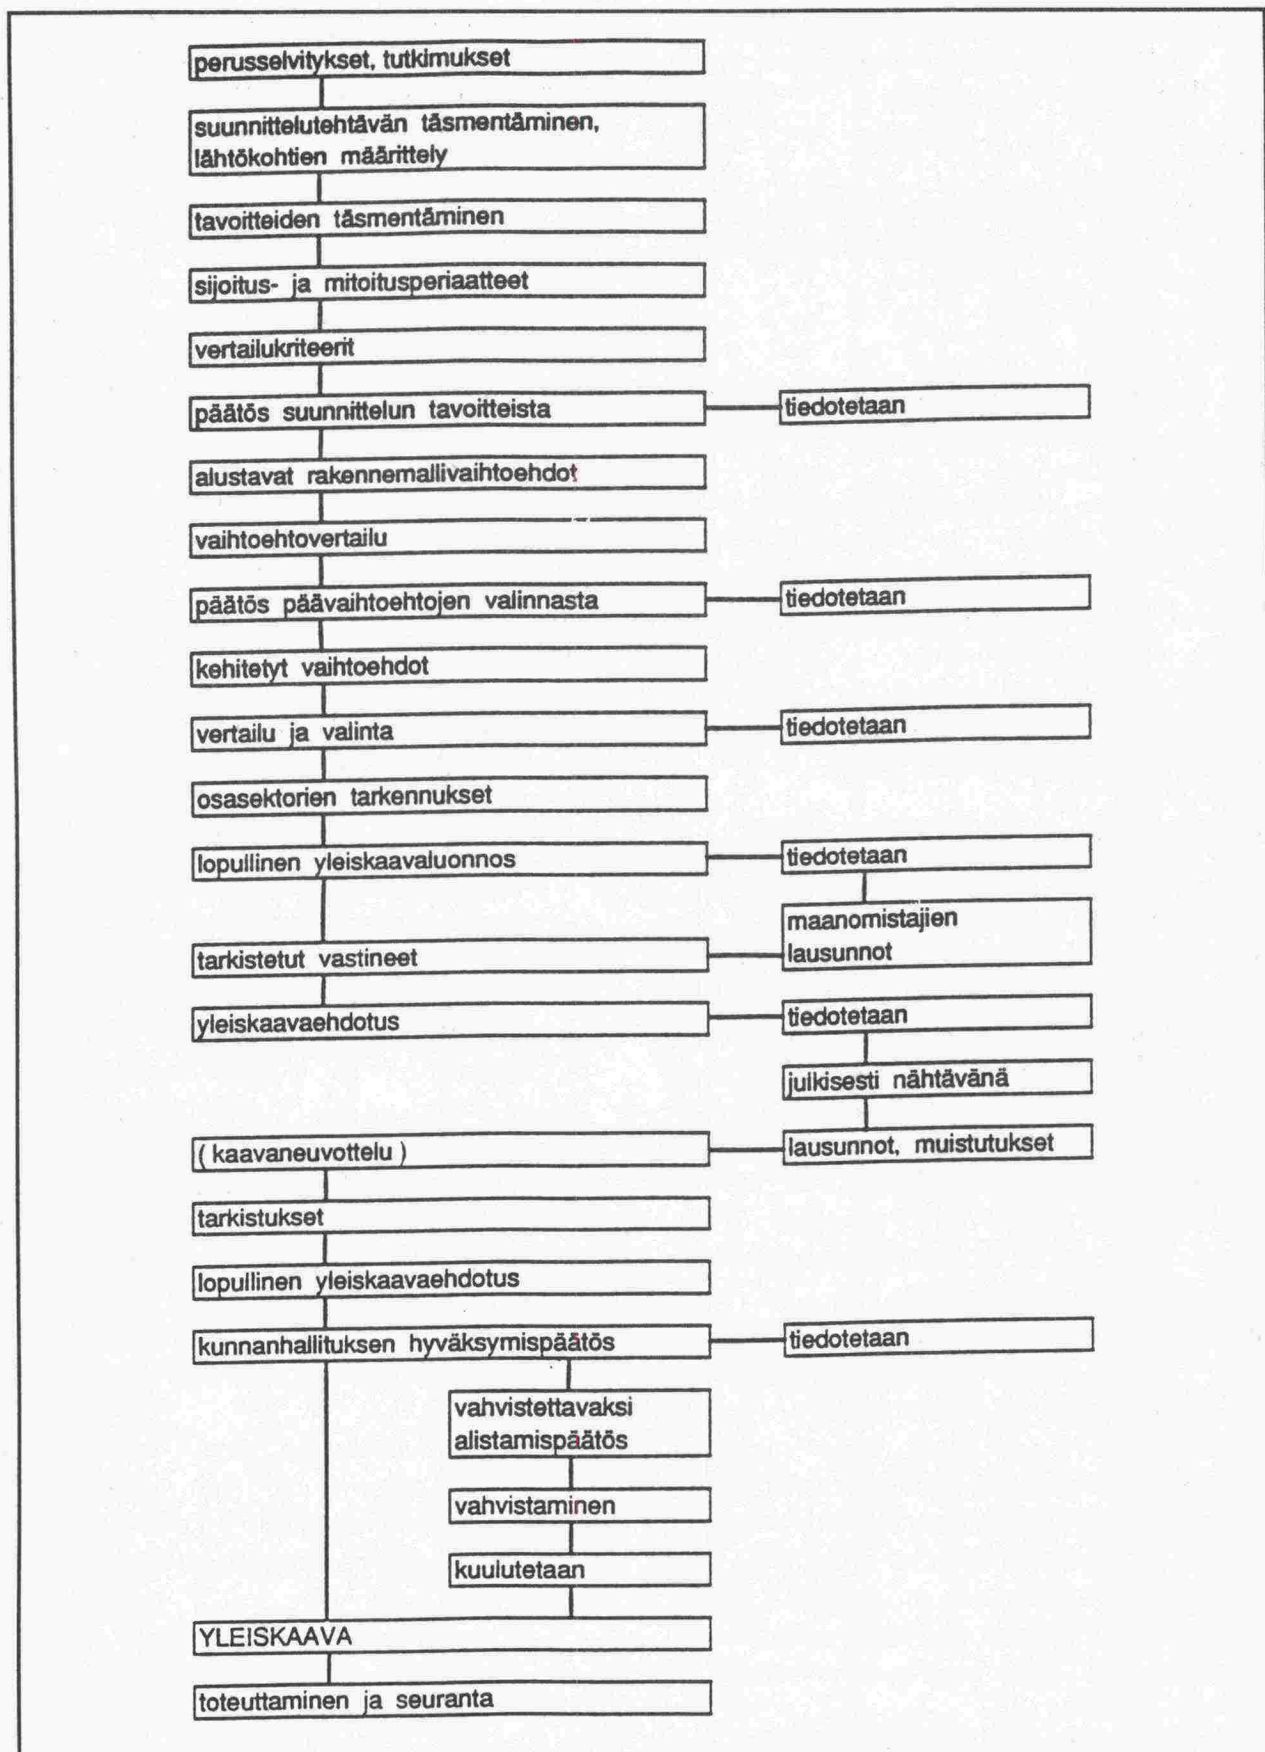 perusselvitykset, tutkimukset
suunnittelutehtävän täsmentäminen,
lähtökohtien määrittely
tavoitteiden täsmentäminen
sijoitus- ja mitoitusperiaatteet
vertailukriteerit
päätös suunnittelun tavoitteista
tiedotetaan
alustavat rakennemallivaihtoehdot
vaihtoehtovertailu
päätös päävaihtoehtojen valinnasta
tiedotetaan
kehitetyt vaihtoehdot
vertailu ja valinta
tiedotetaan
osasektorien tarkennukset
lopullinen yleiskaavaluonnos
tiedotetaan
maanomistajien
lausunnot
tarkistetut vastineet
yleiskaavaehdotus
tiedotetaan
julkisesti nähtävänä
(kaavaneuvottelu)
lausunnot, muistutukset
tarkistukset
lopullinen yleiskaavaehdotus
kunnanhallituksen hyväksymispäätös
tiedotetaan
vahvistettavaksi
alistamispäätös
vahvistaminen
kuulutetaan
YLEISKAAVA
toteuttaminen ja seuranta